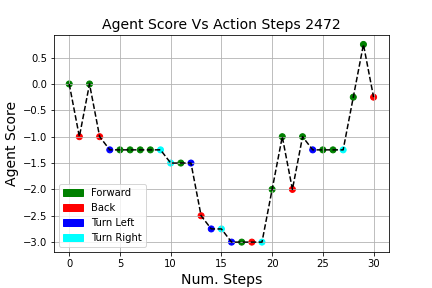 Agent Score Vs Action Steps 2472
Agent Score
0.5
0.0
−0.5
−1.0
−1.5
−2.0
−2.5
−3.0
Forward
Back
Turn Left
Turn Right
0 5 10 15 20 25 30
Num. Steps